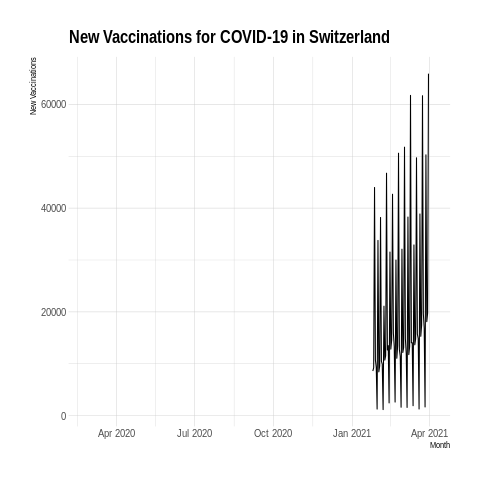 New Vaccinations for COVID-19 in Switzerland
New Vaccinations
60000
40000
20000
0
Apr 2020 Jul 2020 Oct 2020 Jan 2021 Apr 2021
Month